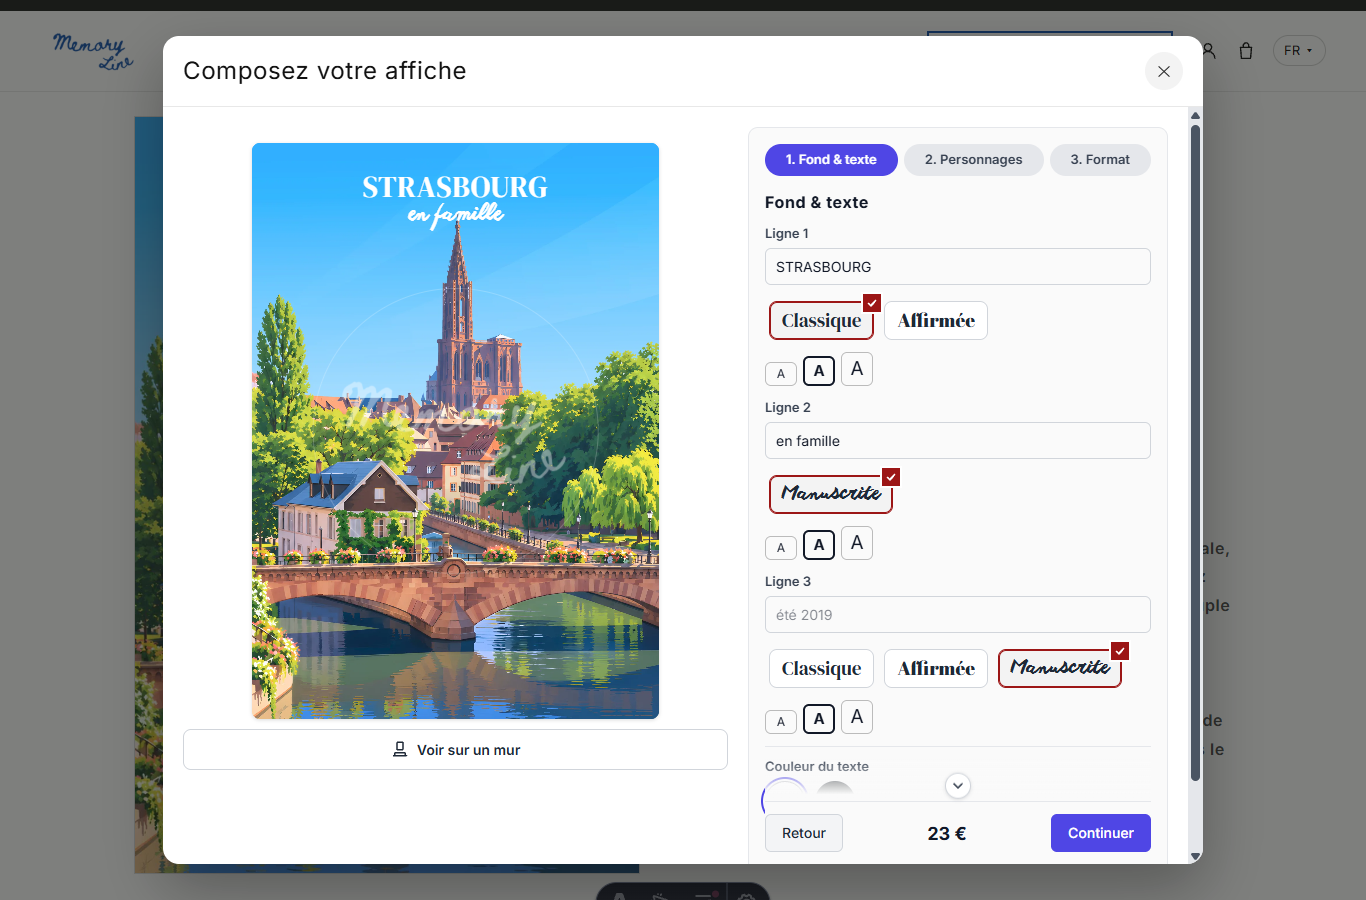 Memory
Line
FR
Composez votre affiche
STRASBOURG
en famille
Memory
Line
Voir sur un mur
1. Fond & texte
2. Personnages
3. Format
Fond & texte
Ligne 1
STRASBOURG
Classique
Affirmée
A
A
A
Ligne 2
en famille
Manuscrite
A
A
A
Ligne 3
été 2019
Classique
Affirmée
Manuscrite
A
A
A
Couleur du texte
Retour
23 €
Continuer
de
le